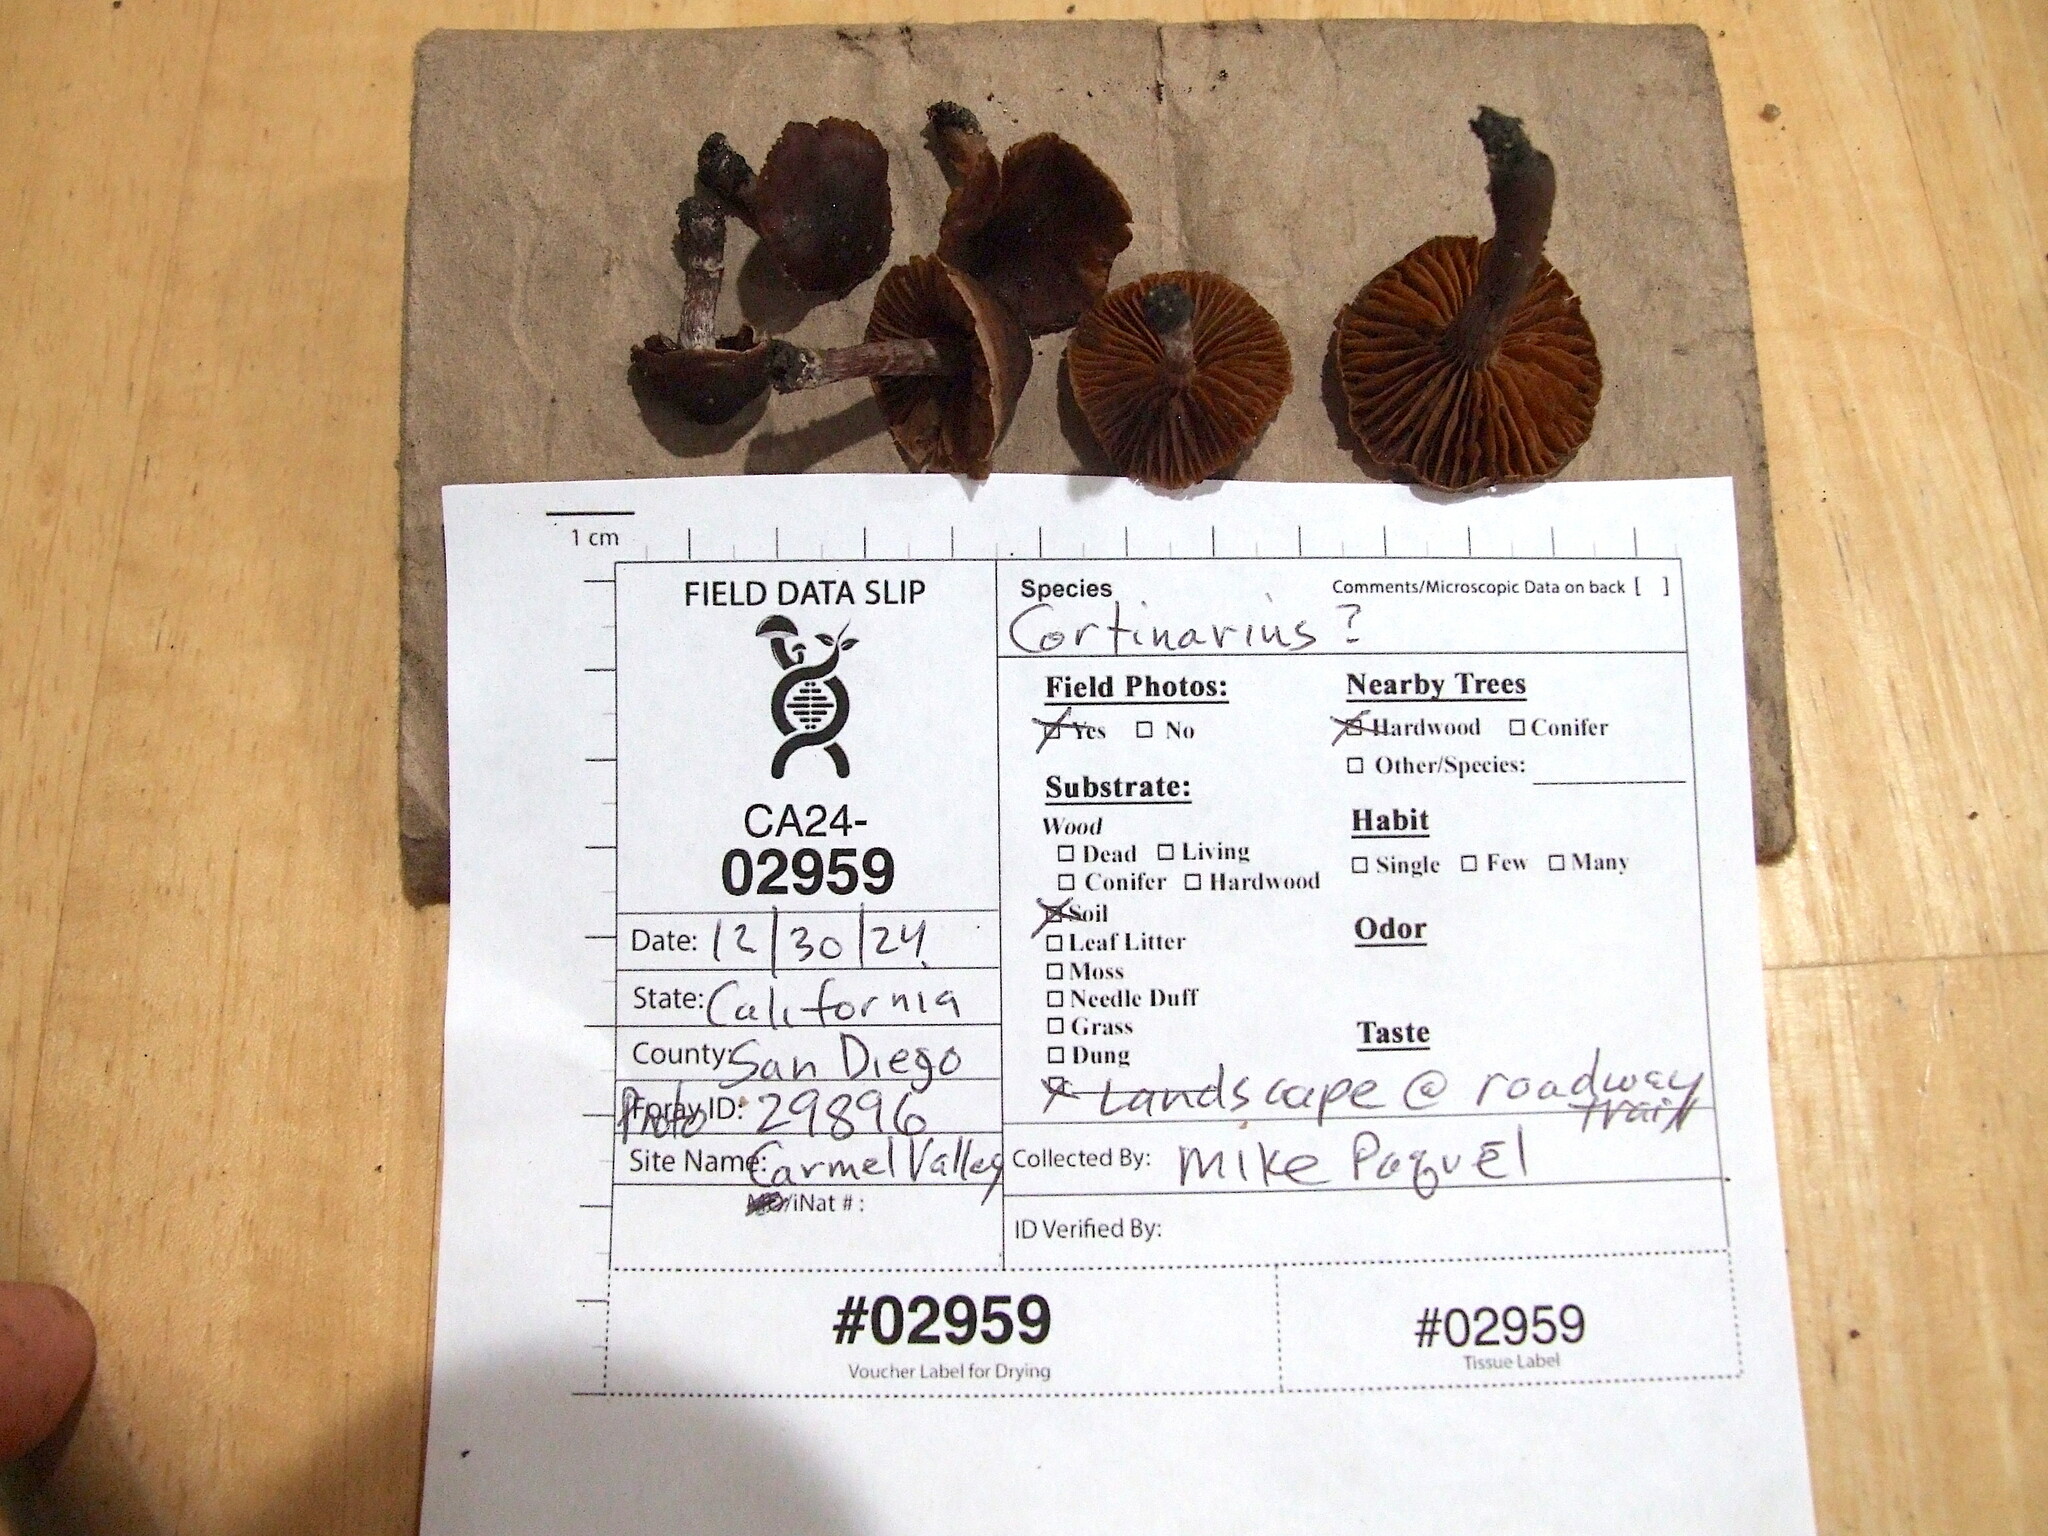 1 cm
FIELD DATA SLIP
CA24-
02959
Date: 12/30/24
State: California
County: San Diego
Foray ID: 29896
Photo
Site Name: Carmel Valley
/iNat # :
Species
Comments/Microscopic Data on back [ ]
Cortinarius ?
Field Photos:
Yes No
Substrate:
Wood
Dead Living
Conifer Hardwood
Soil
Leaf Litter
Moss
Needle Duff
Grass
Dung
Nearby Trees
Hardwood Conifer
Other/Species:
Habit
Single Few Many
Odor
Taste
Landscape @ roadway
trail
Collected By: Mike Poquel
ID Verified By:
#02959
Voucher Label for Drying
#02959
Tissue Label